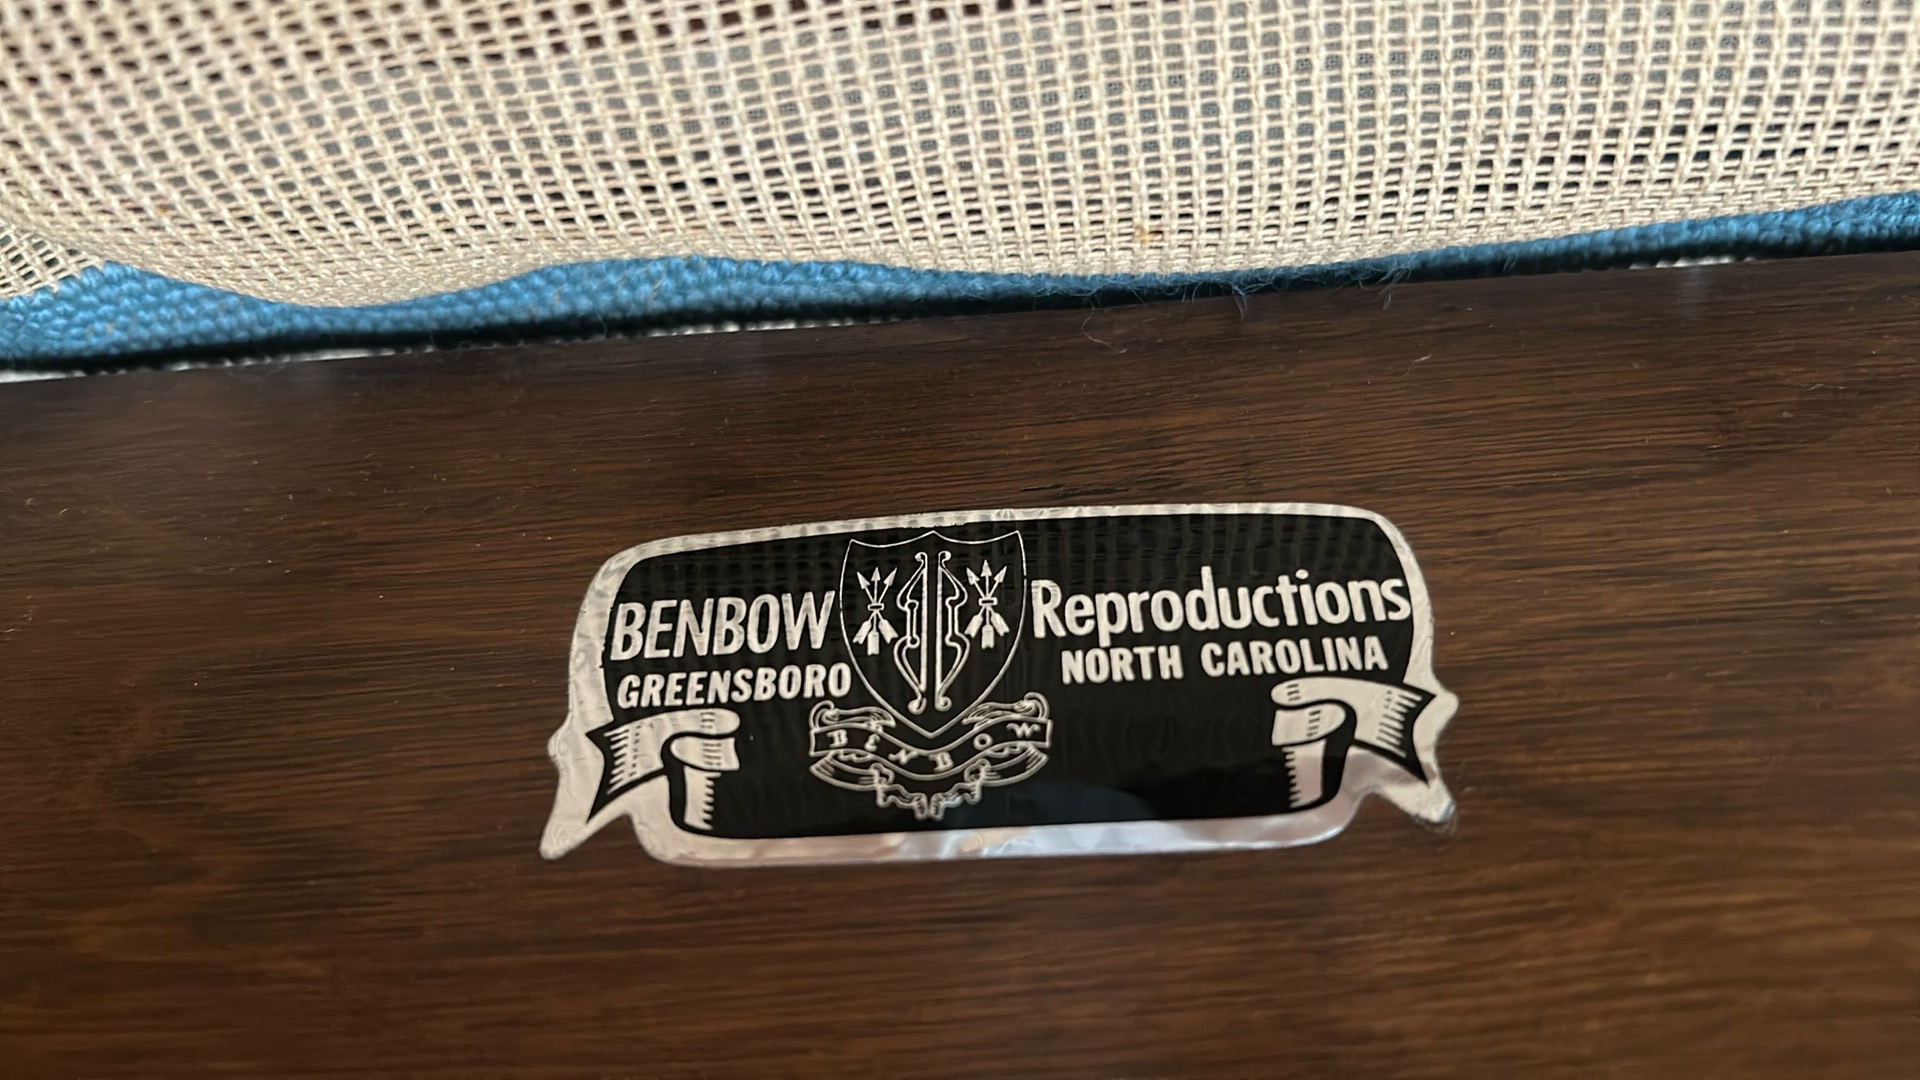 BENBOW Reproductions
GREENSBORO NORTH CAROLINA
BENBOW